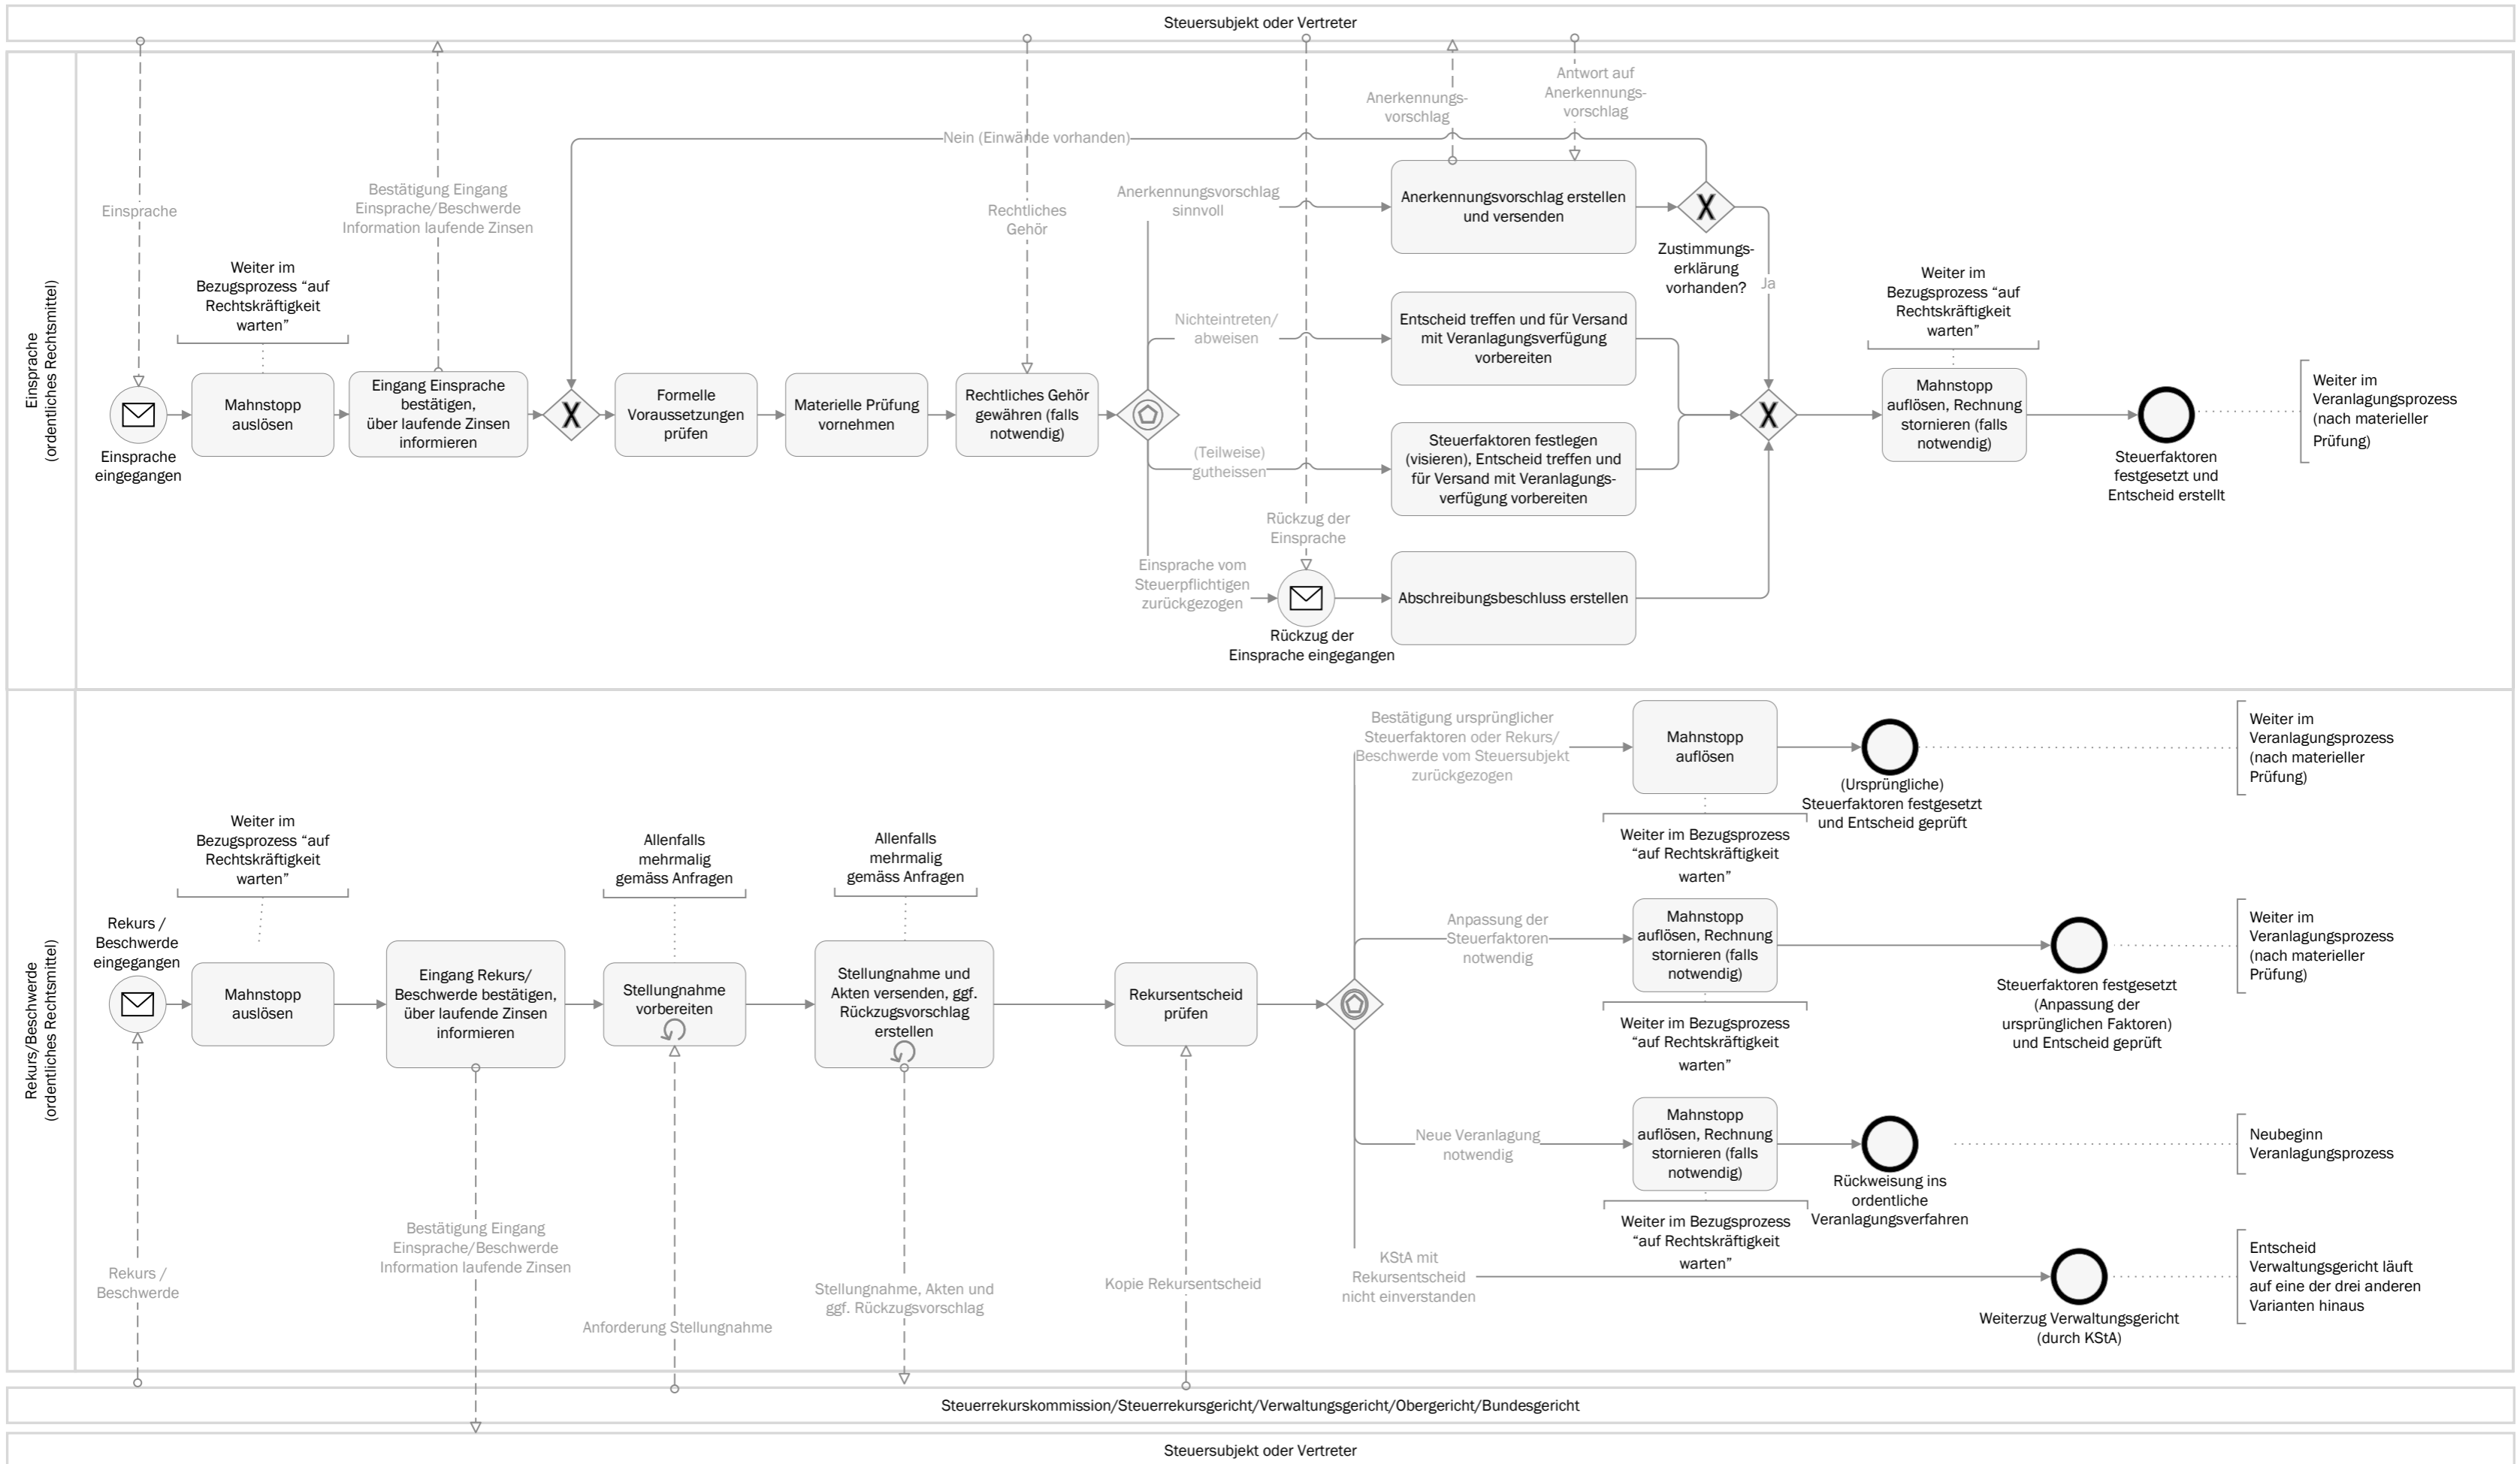 Steuersubjekt oder Vertreter
Einsprache
(ordentliches Rechtsmittel)
Einsprache
Bestätigung Eingang
Einsprache/Beschwerde
Information laufende Zinsen
Rechtliches
Gehör
Anerkennungs-
vorschlag
Antwort auf
Anerkennungs-
vorschlag
Nein (Einwände vorhanden)
Weiter im
Bezugsprozess “auf
Rechtskräftigkeit
warten”
Einsprache
eingegangen
Mahnstopp
auslösen
Eingang Einsprache
bestätigen,
über laufende Zinsen
informieren
X
Formelle
Voraussetzungen
prüfen
Materielle Prüfung
vornehmen
Rechtliches Gehör
gewähren (falls
notwendig)
Anerkennungsvorschlag
sinnvoll
Anerkennungsvorschlag erstellen
und versenden
X
Zustimmungs-
erklärung
vorhanden?
Ja
Nichteintreten/
abweisen
Entscheid treffen und für Versand
mit Veranlagungsverfügung
vorbereiten
(Teilweise)
gutheissen
Steuerfaktoren festlegen
(visieren), Entscheid treffen und
für Versand mit Veranlagungs-
verfügung vorbereiten
Rückzug der
Einsprache
Einsprache vom
Steuerpflichtigen
zurückgezogen
Rückzug der
Einsprache eingegangen
Abschreibungsbeschluss erstellen
X
Weiter im
Bezugsprozess “auf
Rechtskräftigkeit
warten”
Mahnstopp
auflösen, Rechnung
stornieren (falls
notwendig)
Steuerfaktoren
festgesetzt und
Entscheid erstellt
Weiter im
Veranlagungsprozess
(nach materieller
Prüfung)
Rekurs/Beschwerde
(ordentliches Rechtsmittel)
Weiter im
Bezugsprozess “auf
Rechtskräftigkeit
warten”
Rekurs /
Beschwerde
eingegangen
Mahnstopp
auslösen
Eingang Rekurs/
Beschwerde bestätigen,
über laufende Zinsen
informieren
Allenfalls
mehrmalig
gemäss Anfragen
Stellungnahme
vorbereiten
Allenfalls
mehrmalig
gemäss Anfragen
Stellungnahme und
Akten versenden, ggf.
Rückzugsvorschlag
erstellen
Rekursentscheid
prüfen
Rekurs /
Beschwerde
Bestätigung Eingang
Einsprache/Beschwerde
Information laufende Zinsen
Anforderung Stellungnahme
Stellungnahme, Akten und
ggf. Rückzugsvorschlag
Kopie Rekursentscheid
Bestätigung ursprünglicher
Steuerfaktoren oder Rekurs/
Beschwerde vom Steuersubjekt
zurückgezogen
Mahnstopp
auflösen
(Ursprüngliche)
Steuerfaktoren festgesetzt
und Entscheid geprüft
Weiter im
Veranlagungsprozess
(nach materieller
Prüfung)
Weiter im Bezugsprozess
“auf Rechtskräftigkeit
warten”
Anpassung der
Steuerfaktoren
notwendig
Mahnstopp
auflösen, Rechnung
stornieren (falls
notwendig)
Steuerfaktoren festgesetzt
(Anpassung der
ursprünglichen Faktoren)
und Entscheid geprüft
Weiter im
Veranlagungsprozess
(nach materieller
Prüfung)
Weiter im Bezugsprozess
“auf Rechtskräftigkeit
warten”
Neue Veranlagung
notwendig
Mahnstopp
auflösen, Rechnung
stornieren (falls
notwendig)
Rückweisung ins
ordentliche
Veranlagungsverfahren
Neubeginn
Veranlagungsprozess
Weiter im Bezugsprozess
“auf Rechtskräftigkeit
warten”
KStA mit
Rekursentscheid
nicht einverstanden
Weiterzug Verwaltungsgericht
(durch KStA)
Entscheid
Verwaltungsgericht läuft
auf eine der drei anderen
Varianten hinaus
Steuerrekurskommission/Steuerrekursgericht/Verwaltungsgericht/Obergericht/Bundesgericht
Steuersubjekt oder Vertreter